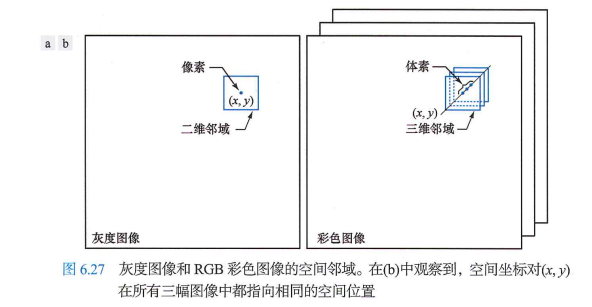 a b
像素
(x, y)
二维邻域
灰度图像
体素
(x, y)
三维邻域
彩色图像
图 6.27 灰度图像和 RGB 彩色图像的空间邻域。在(b)中观察到，空间坐标对(x, y)
在所有三幅图像中都指向相同的空间位置